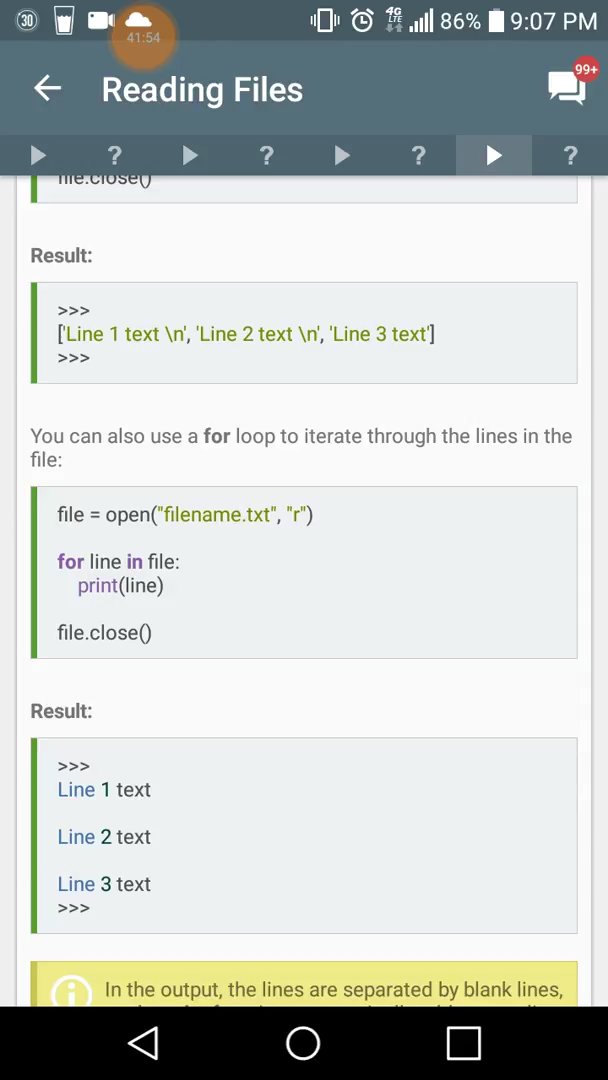 30 86% 9:07 PM
41:54
4G
LTE
Reading Files
99+
? ? ? ?
file.close()
Result:
>>>
['Line 1 text \n', 'Line 2 text \n', 'Line 3 text']
>>>
You can also use a for loop to iterate through the lines in the
file:
file = open("filename.txt", "r")
for line in file:
print(line)
file.close()
Result:
>>>
Line 1 text
Line 2 text
Line 3 text
>>>
In the output, the lines are separated by blank lines,